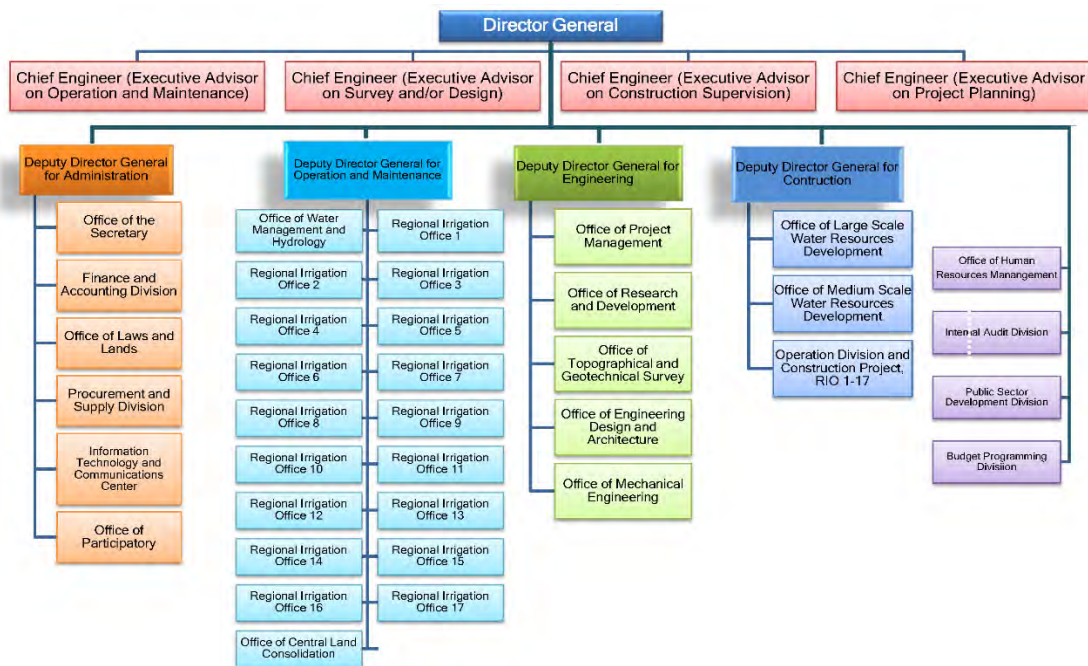 Director General
Chief Engineer (Executive Advisor
on Operation and Maintenance)
Chief Engineer (Executive Advisor
on Survey and/or Design)
Chief Engineer (Executive Advisor
on Construction Supervision)
Chief Engineer (Executive Advisor
on Project Planning)
Deputy Director General
for Administration
Office of the
Secretary
Finance and
Accounting Division
Office of Laws and
Lands
Procurement and
Supply Division
Information
Technology and
Communications
Center
Office of
Participatory
Deputy Director General for
Operation and Maintenance
Office of Water
Management and
Hydrology
Regional Irrigation
Office 1
Regional Irrigation
Office 2
Regional Irrigation
Office 3
Regional Irrigation
Office 4
Regional Irrigation
Office 5
Regional Irrigation
Office 6
Regional Irrigation
Office 7
Regional Irrigation
Office 8
Regional Irrigation
Office 9
Regional Irrigation
Office 10
Regional Irrigation
Office 11
Regional Irrigation
Office 12
Regional Irrigation
Office 13
Regional Irrigation
Office 14
Regional Irrigation
Office 15
Regional Irrigation
Office 16
Regional Irrigation
Office 17
Office of Central Land
Consolidation
Deputy Director General for
Engineering
Office of Project
Management
Office of Research
and Development
Office of
Topographical and
Geotechnical Survey
Office of Engineering
Design and
Architecture
Office of Mechanical
Engineering
Deputy Director General for
Contruction
Office of Large Scale
Water Resources
Development
Office of Medium Scale
Water Resources
Development
Operation Division and
Construction Project,
RIO 1-17
Office of Human
Resources Manangement
Internal Audit Division
Public Sector
Development Division
Budget Programming
Divisiion